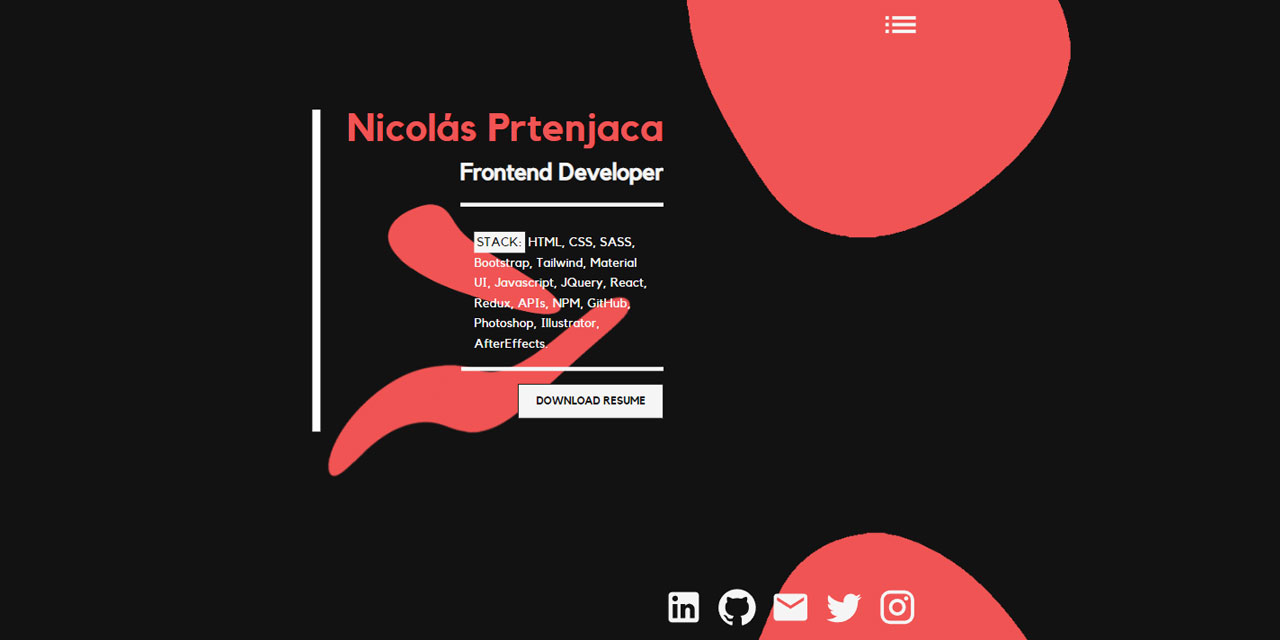 Nicolás Prtenjaca
Frontend Developer
STACK: HTML, CSS, SASS,
Bootstrap, Tailwind, Material
UI, Javascript, JQuery, React,
Redux, APIs, NPM, GitHub,
Photoshop, Illustrator,
AfterEffects.
DOWNLOAD RESUME
in